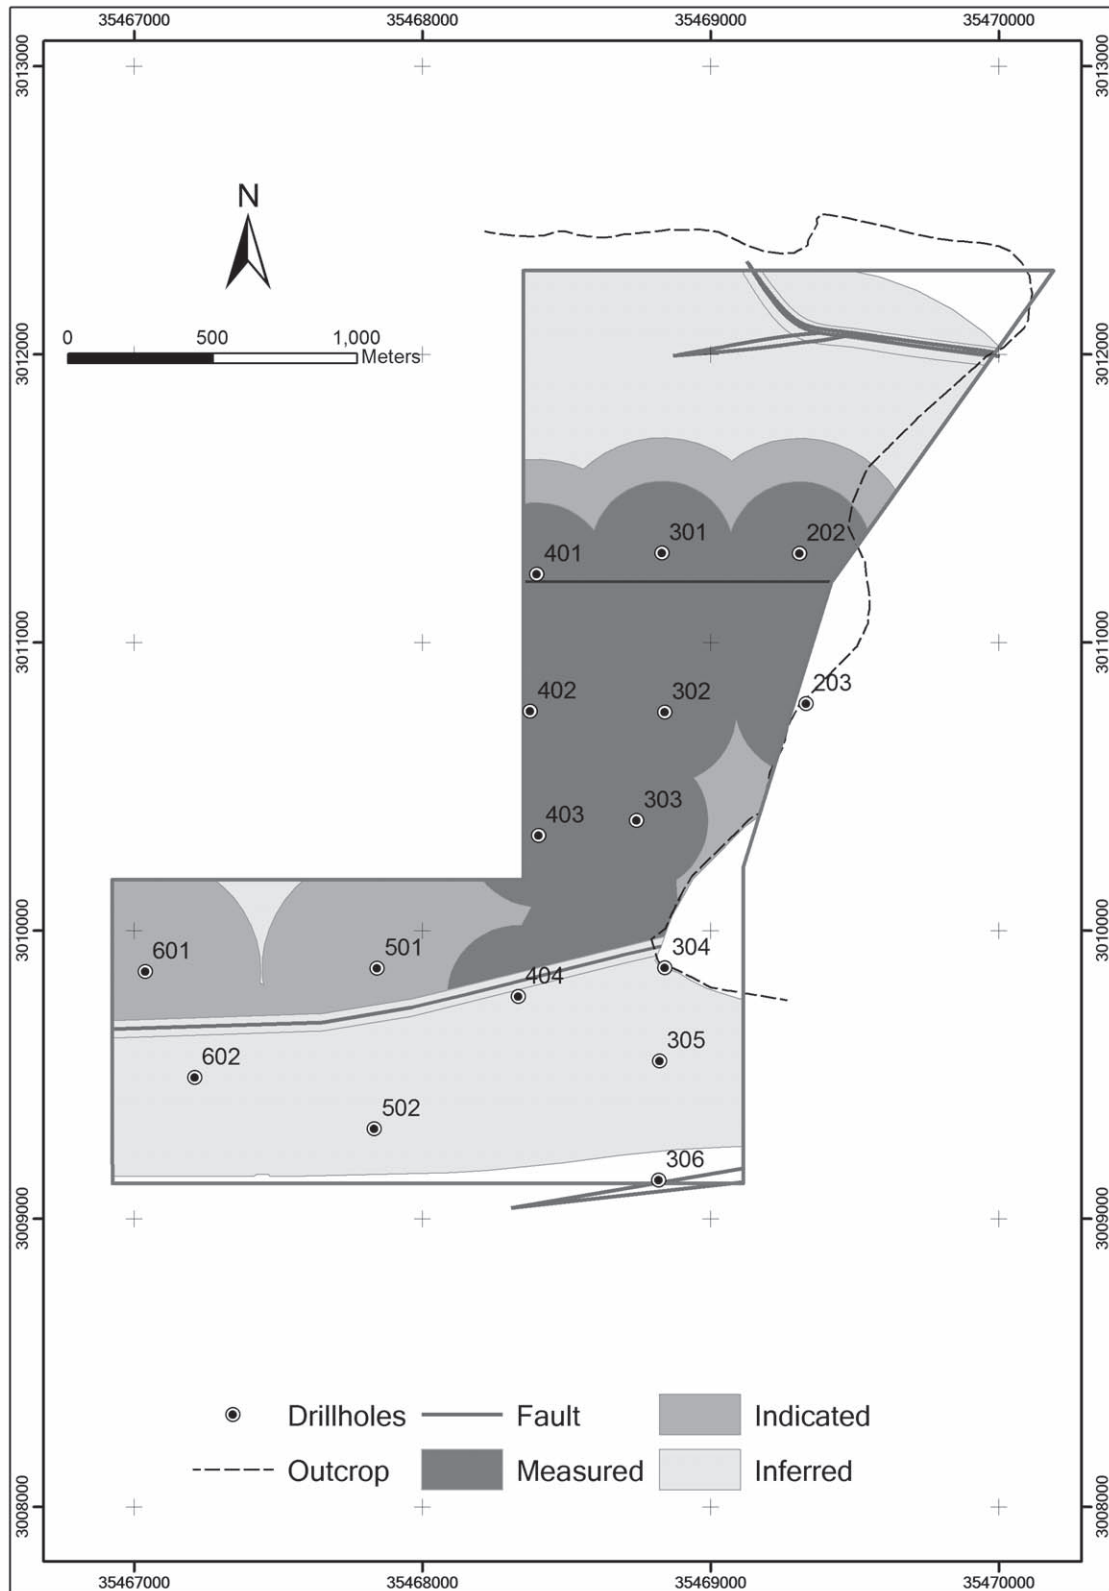 35467000 35468000 35469000 35470000
3013000 3013000
N
0 500 1,000
Meters
3012000 3012000
301 202
401
3011000 3011000
402 302 203
403 303
3010000 3010000
601 501 304
404
602 305
502
306
3009000 3009000
Drillholes Fault Indicated
Outcrop Measured Inferred
3008000 3008000
35467000 35468000 35469000 35470000